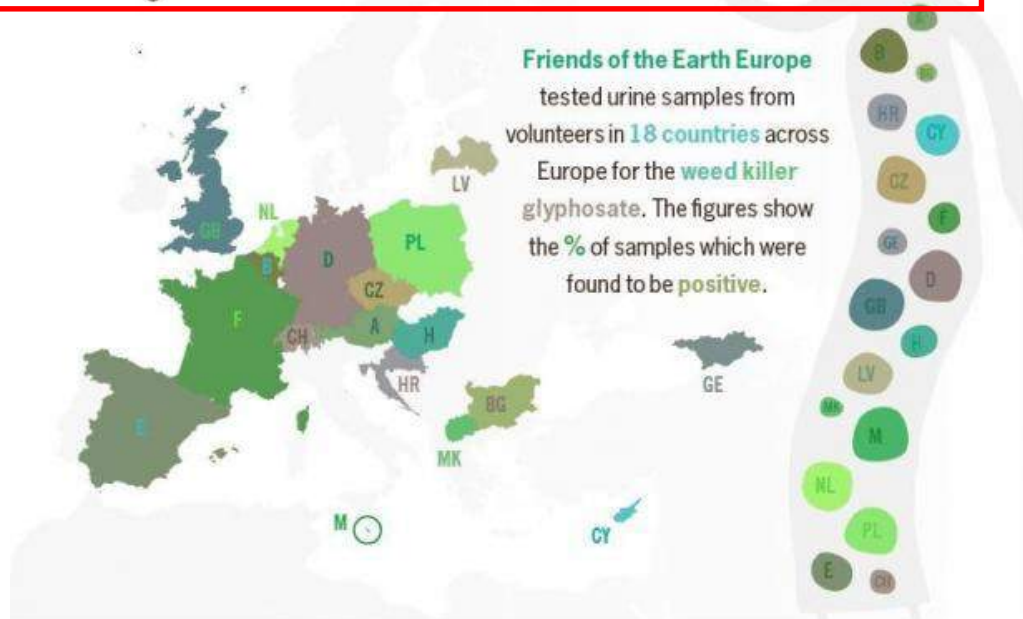 Friends of the Earth Europe
tested urine samples from
volunteers in 18 countries across
Europe for the weed killer
glyphosate. The figures show
the % of samples which were
found to be positive.
GB
NL
B
D
PL
LV
F
CZ
CH
A
H
HR
BG
MK
GE
E
M
CY
A
B
BG
HR
CY
CZ
F
GE
D
GB
H
LV
MK
M
NL
PL
E
CH